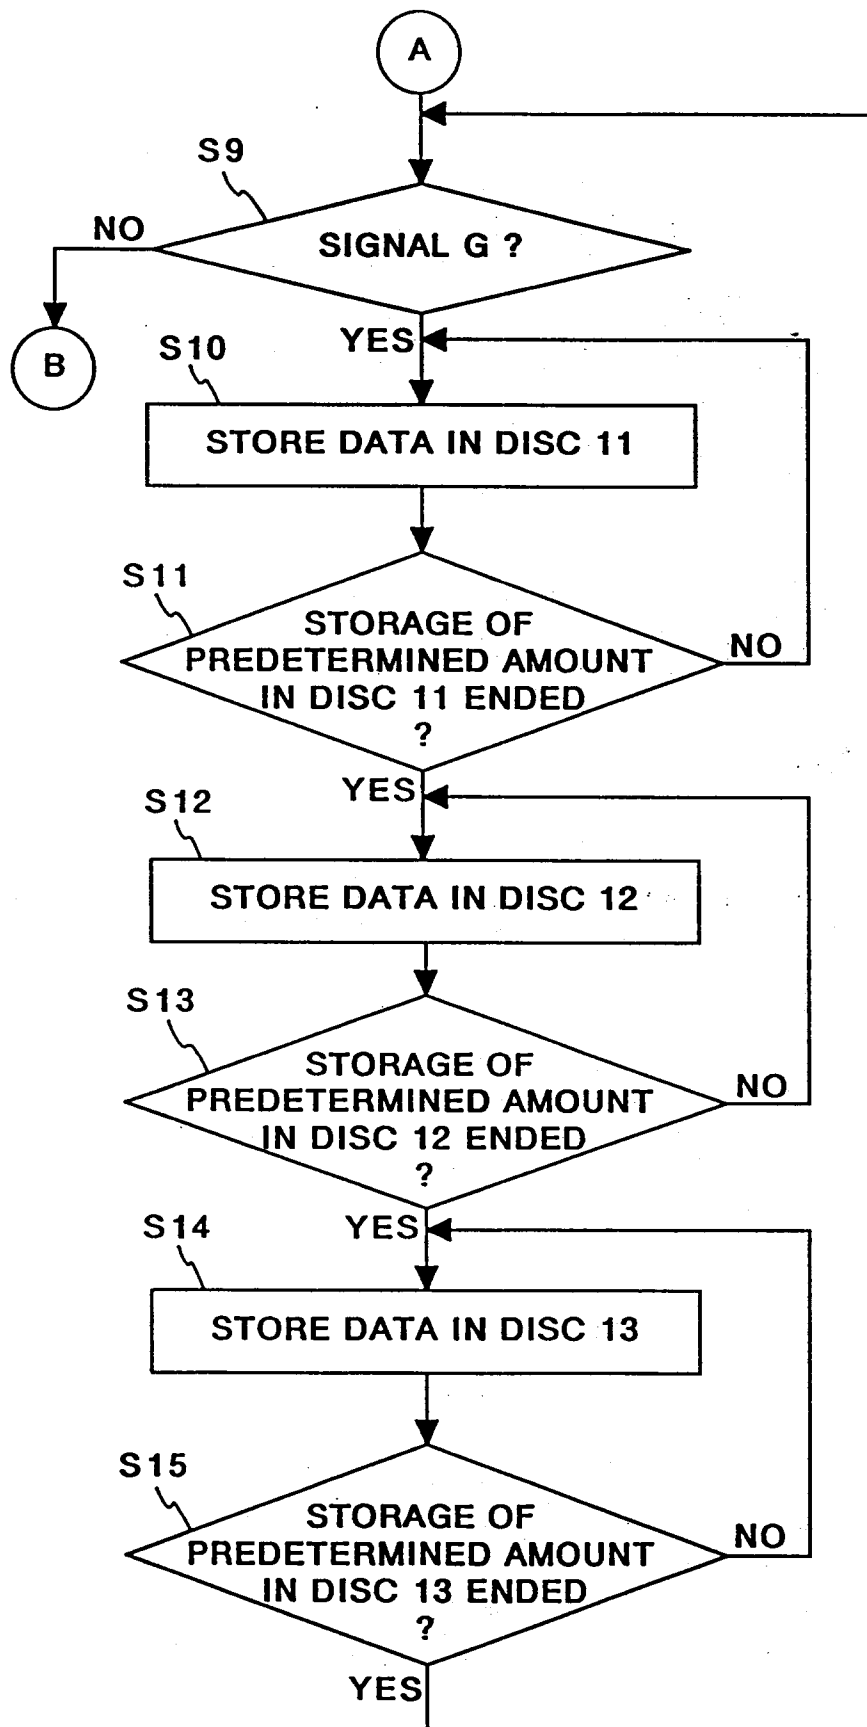 A
S9
NO
SIGNAL G ?
B
YES
S10
STORE DATA IN DISC 11
S11
STORAGE OF
PREDETERMINED AMOUNT
IN DISC 11 ENDED
?
NO
YES
S12
STORE DATA IN DISC 12
S13
STORAGE OF
PREDETERMINED AMOUNT
IN DISC 12 ENDED
?
NO
YES
S14
STORE DATA IN DISC 13
S15
STORAGE OF
PREDETERMINED AMOUNT
IN DISC 13 ENDED
?
NO
YES